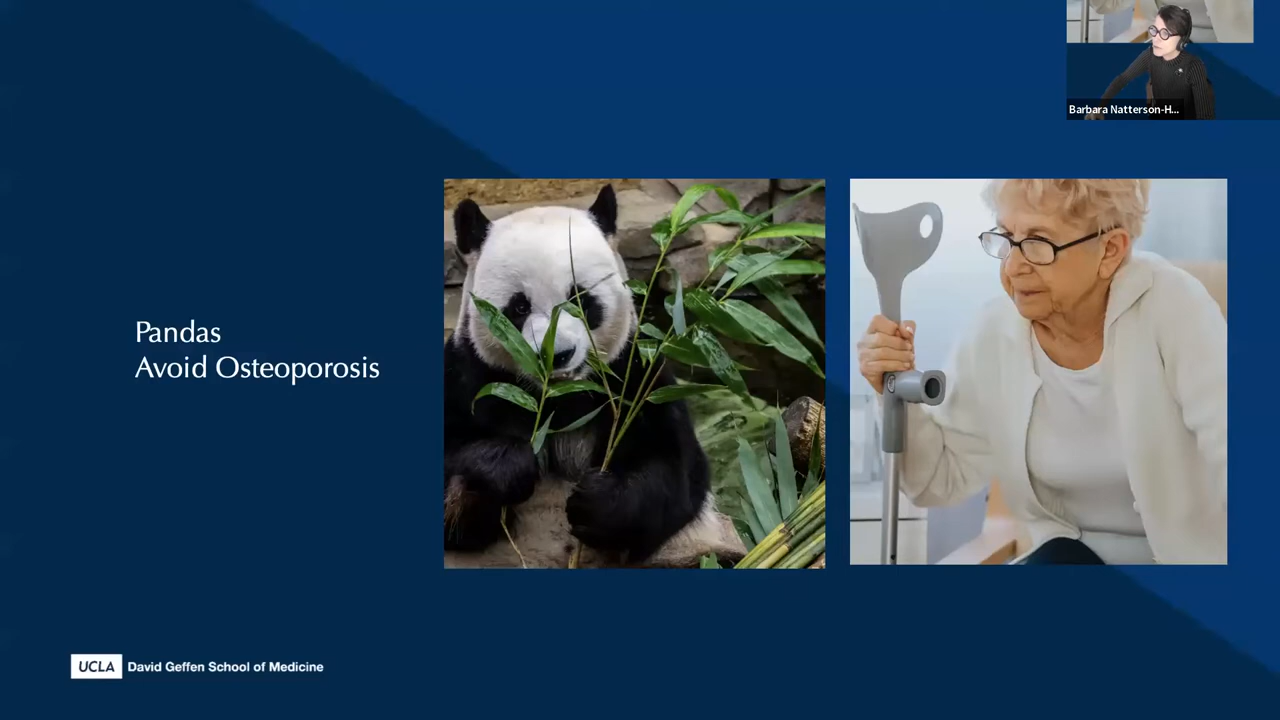 Barbara Natterson-H...
Pandas
Avoid Osteoporosis
UCLA David Geffen School of Medicine